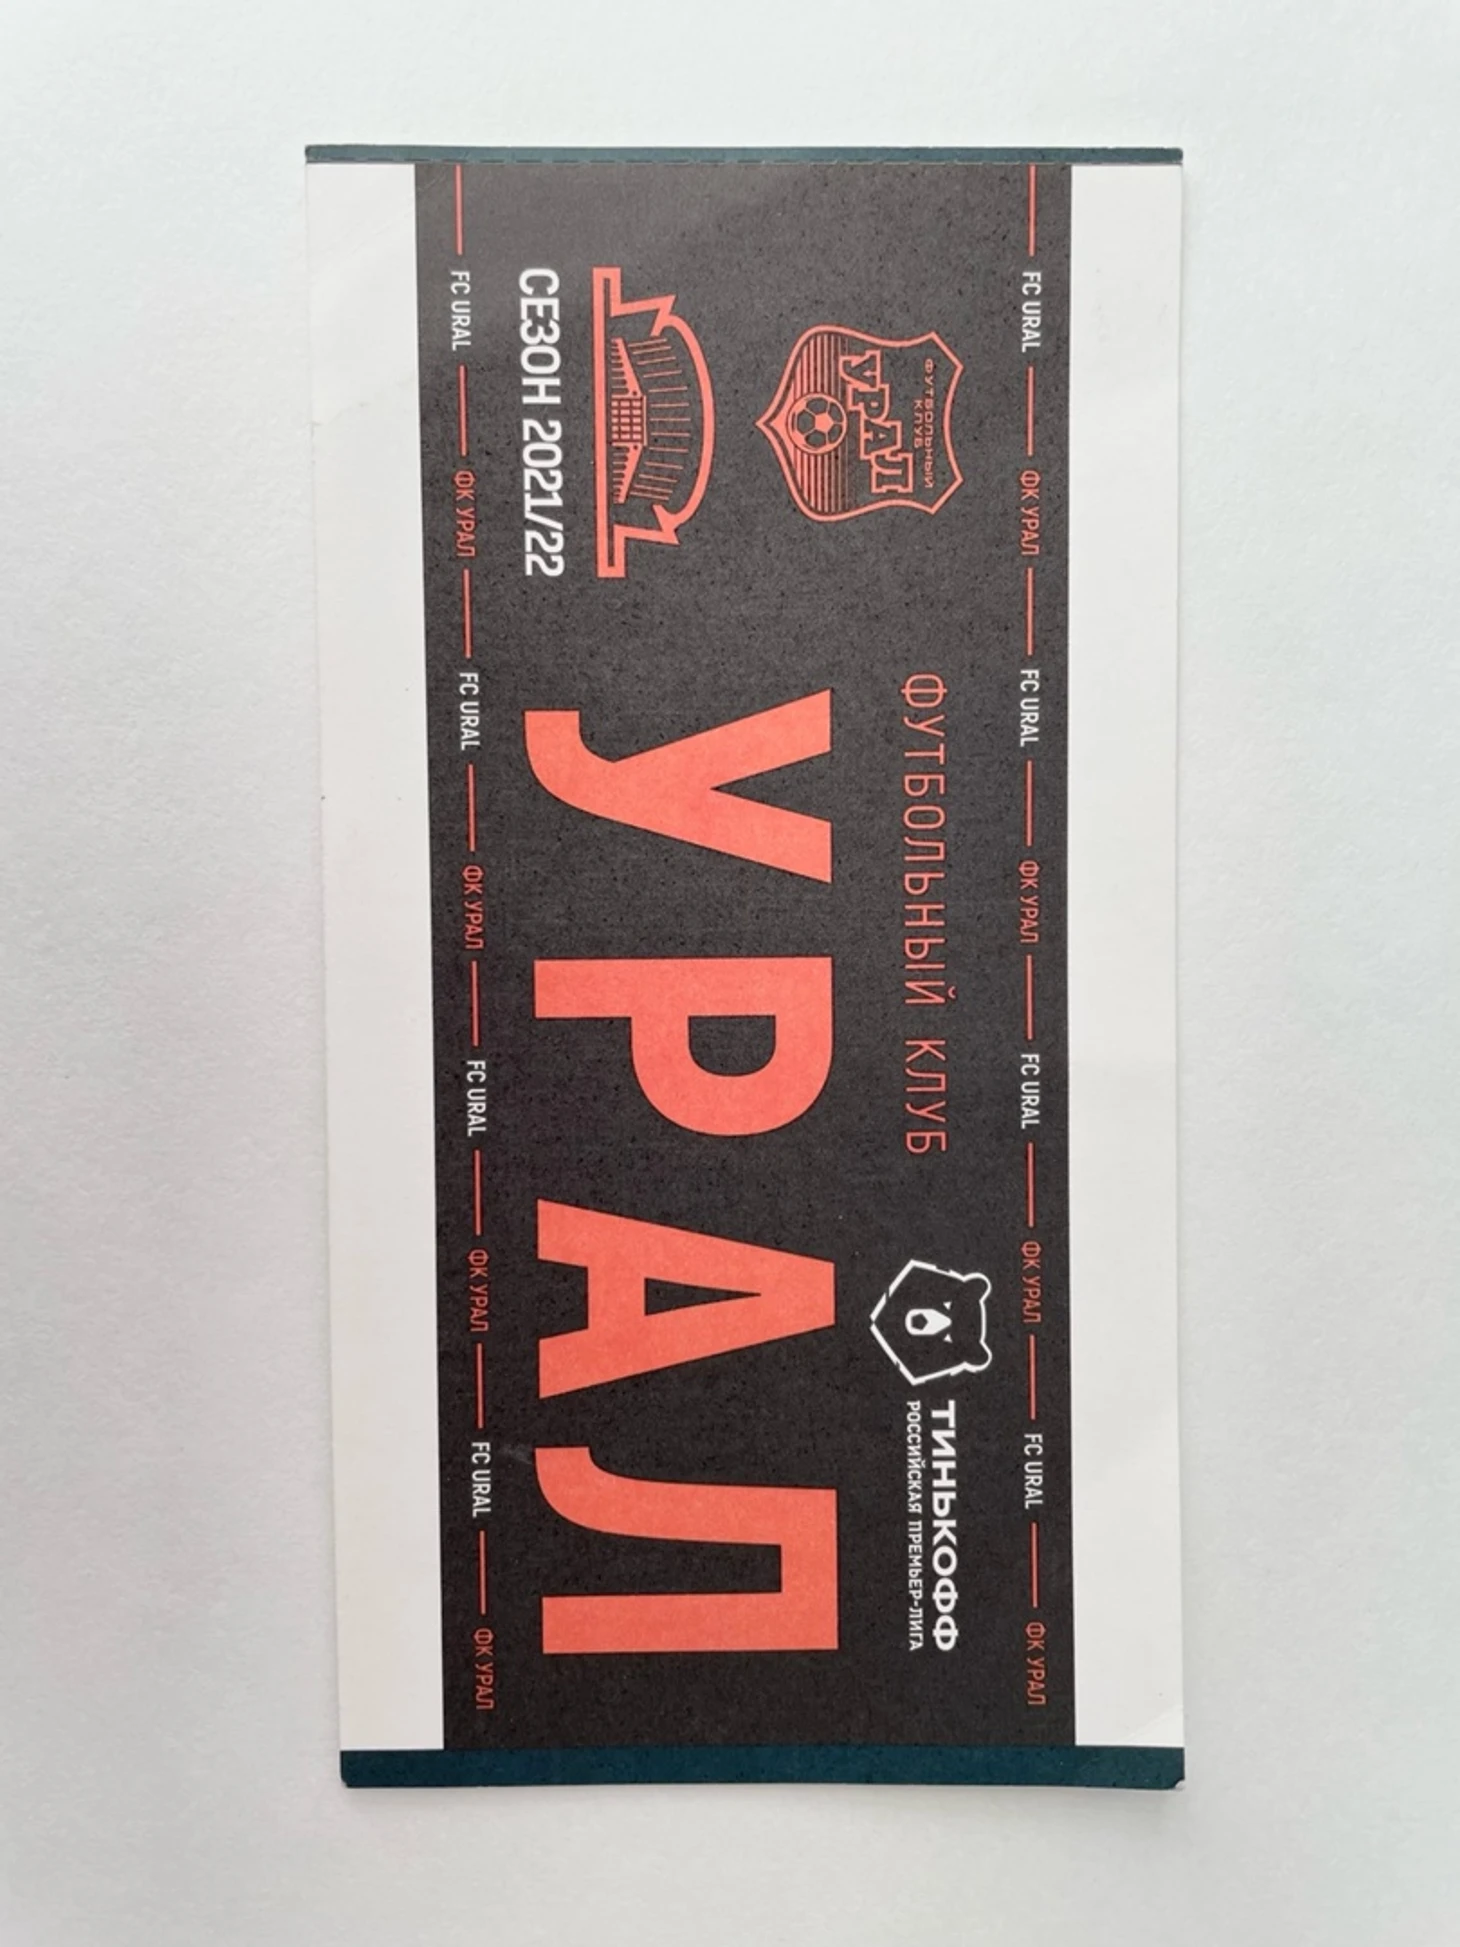 FC URAL ФК УРАЛ FC URAL ФК УРАЛ FC URAL ФК УРАЛ FC URAL ФК УРАЛ
ФУТБОЛЬНЫЙ
КЛУБ
УРАЛ
СЕЗОН 2021/22
ФУТБОЛЬНЫЙ КЛУБ
УРАЛ
ТИНЬКОФФ
РОССИЙСКАЯ ПРЕМЬЕР-ЛИГА
FC URAL ФК УРАЛ FC URAL ФК УРАЛ FC URAL ФК УРАЛ FC URAL ФК УРАЛ